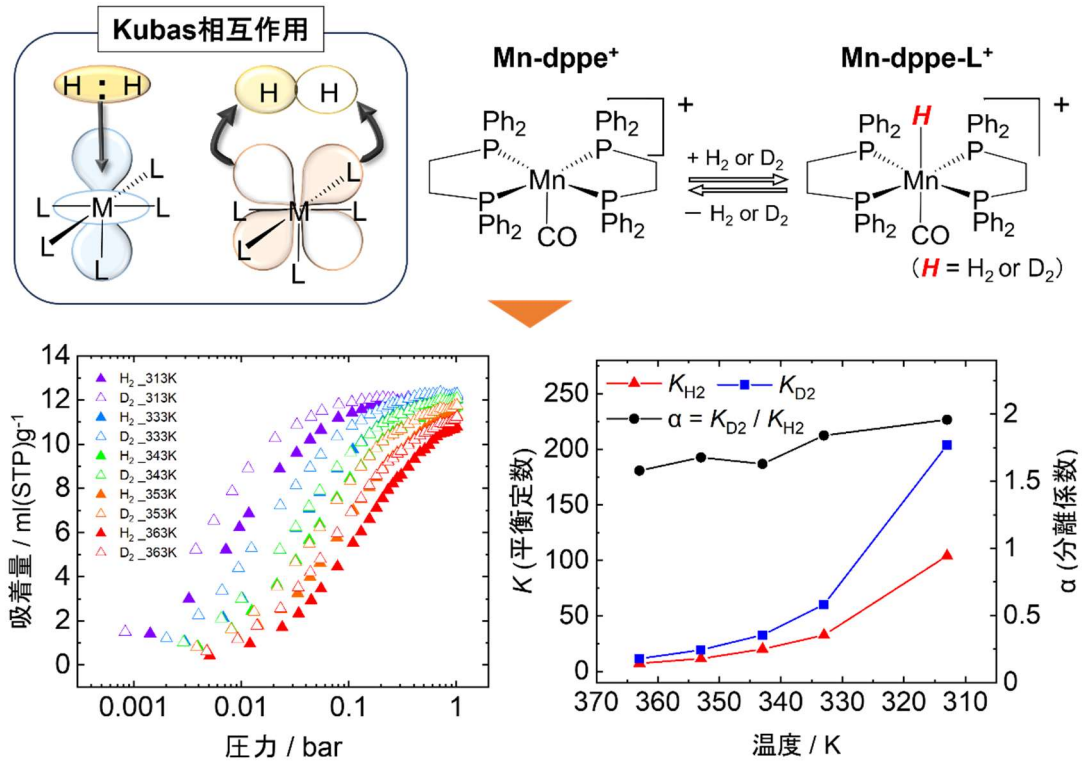 Kubas相互作用
H : H
H H
L
L M L
L
L
L
L M L
L
L
Mn-dppe⁺
+
Ph2 Ph2
P P
Mn
P P
Ph2 Ph2
CO
+ H2 or D2
− H2 or D2
Mn-dppe-L⁺
+
Ph2 H Ph2
P P
Mn
P P
Ph2 Ph2
CO
(H = H2 or D2)
吸着量 / ml(STP)g⁻¹
14
12
10
8
6
4
2
0
H2_313K
D2_313K
H2_333K
D2_333K
H2_343K
D2_343K
H2_353K
D2_353K
H2_363K
D2_363K
0.001 0.01 0.1 1
圧力 / bar
K (平衡定数)
250
200
150
100
50
0
KH2 KD2
α = KD2 / KH2
2
1.5
1
0.5
0
α (分離係数)
370 360 350 340 330 320 310
温度 / K